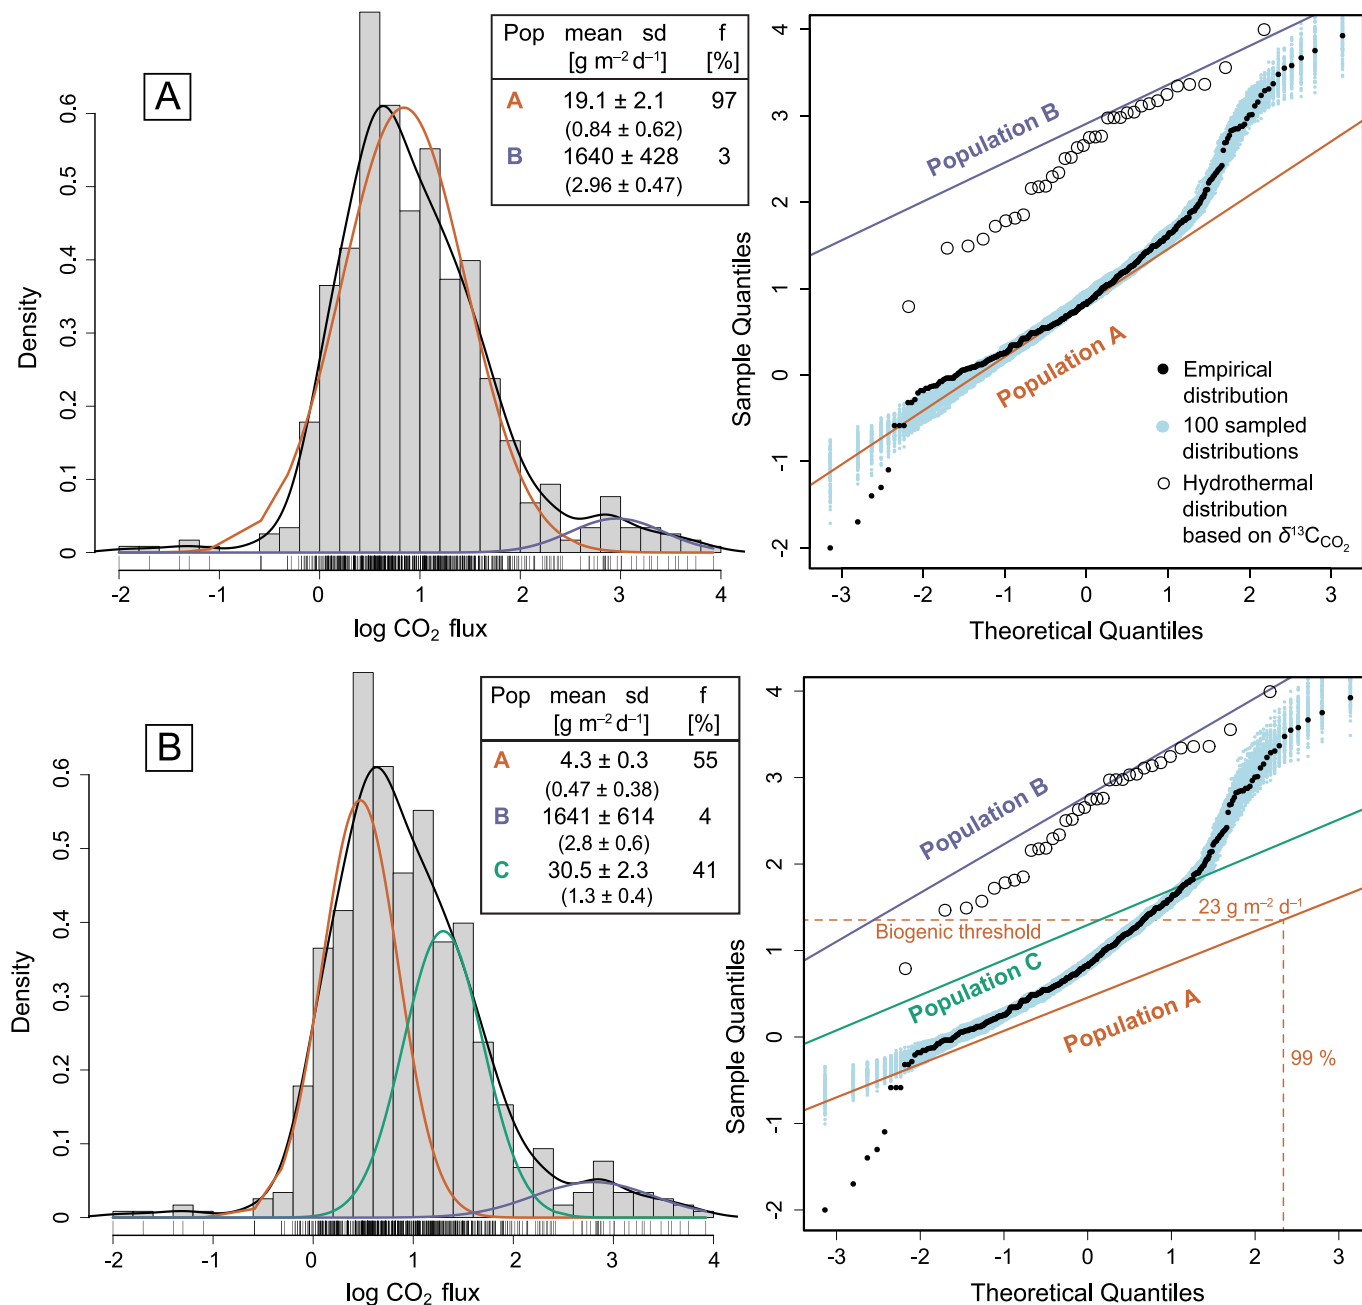 A
Pop mean sd f
[g m⁻² d⁻¹] [%]
A 19.1 ± 2.1 97
(0.84 ± 0.62)
B 1640 ± 428 3
(2.96 ± 0.47)
Density
0 0.1 0.2 0.3 0.4 0.5 0.6
-2 -1 0 1 2 3 4
log CO₂ flux
Sample Quantiles
4
3
2
1
0
-1
-2
Population B
Population A
Empirical
distribution
100 sampled
distributions
Hydrothermal
distribution
based on δ¹³C_CO₂
-3 -2 -1 0 1 2 3
Theoretical Quantiles
B
Pop mean sd f
[g m⁻² d⁻¹] [%]
A 4.3 ± 0.3 55
(0.47 ± 0.38)
B 1641 ± 614 4
(2.8 ± 0.6)
C 30.5 ± 2.3 41
(1.3 ± 0.4)
Density
0 0.1 0.2 0.3 0.4 0.5 0.6
-2 -1 0 1 2 3 4
log CO₂ flux
Sample Quantiles
4
3
2
1
0
-1
-2
Population B
23 g m⁻² d⁻¹
Biogenic threshold
Population C
Population A
99 %
-3 -2 -1 0 1 2 3
Theoretical Quantiles